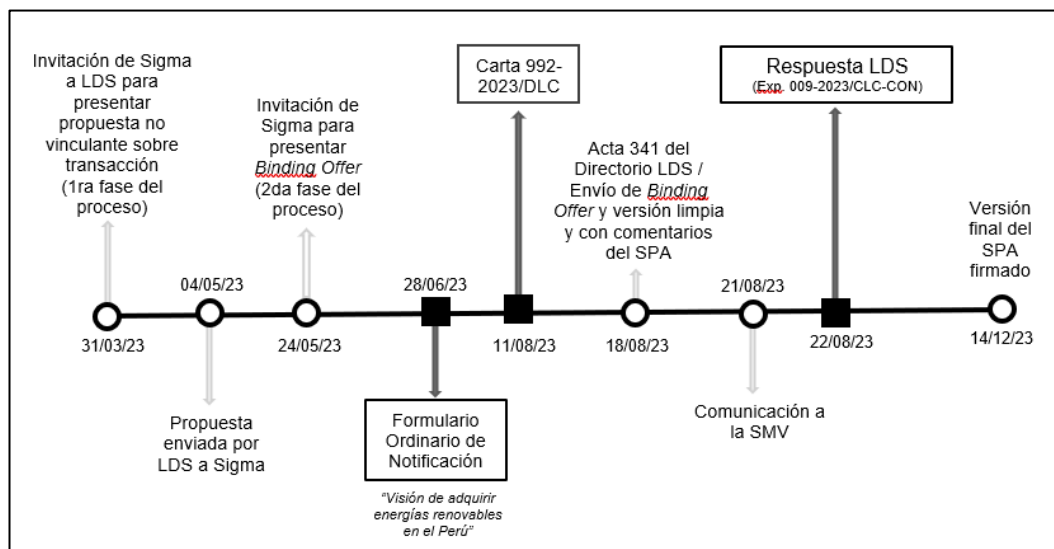 Invitación de Sigma
a LDS para
presentar
propuesta no
vinculante sobre
transacción
(1ra fase del
proceso)
31/03/23
04/05/23
Propuesta
enviada por
LDS a Sigma
Invitación de
Sigma para
presentar
Binding Offer
(2da fase del
proceso)
24/05/23
28/06/23
Formulario
Ordinario de
Notificación
"Visión de adquirir
energías renovables
en el Perú"
Carta 992-
2023/DLC
11/08/23
Acta 341 del
Directorio LDS /
Envío de Binding
Offer y versión limpia
y con comentarios
del SPA
18/08/23
21/08/23
Comunicación a
la SMV
Respuesta LDS
(Exp. 009-2023/CLC-CON)
22/08/23
Versión
final del
SPA
firmado
14/12/23